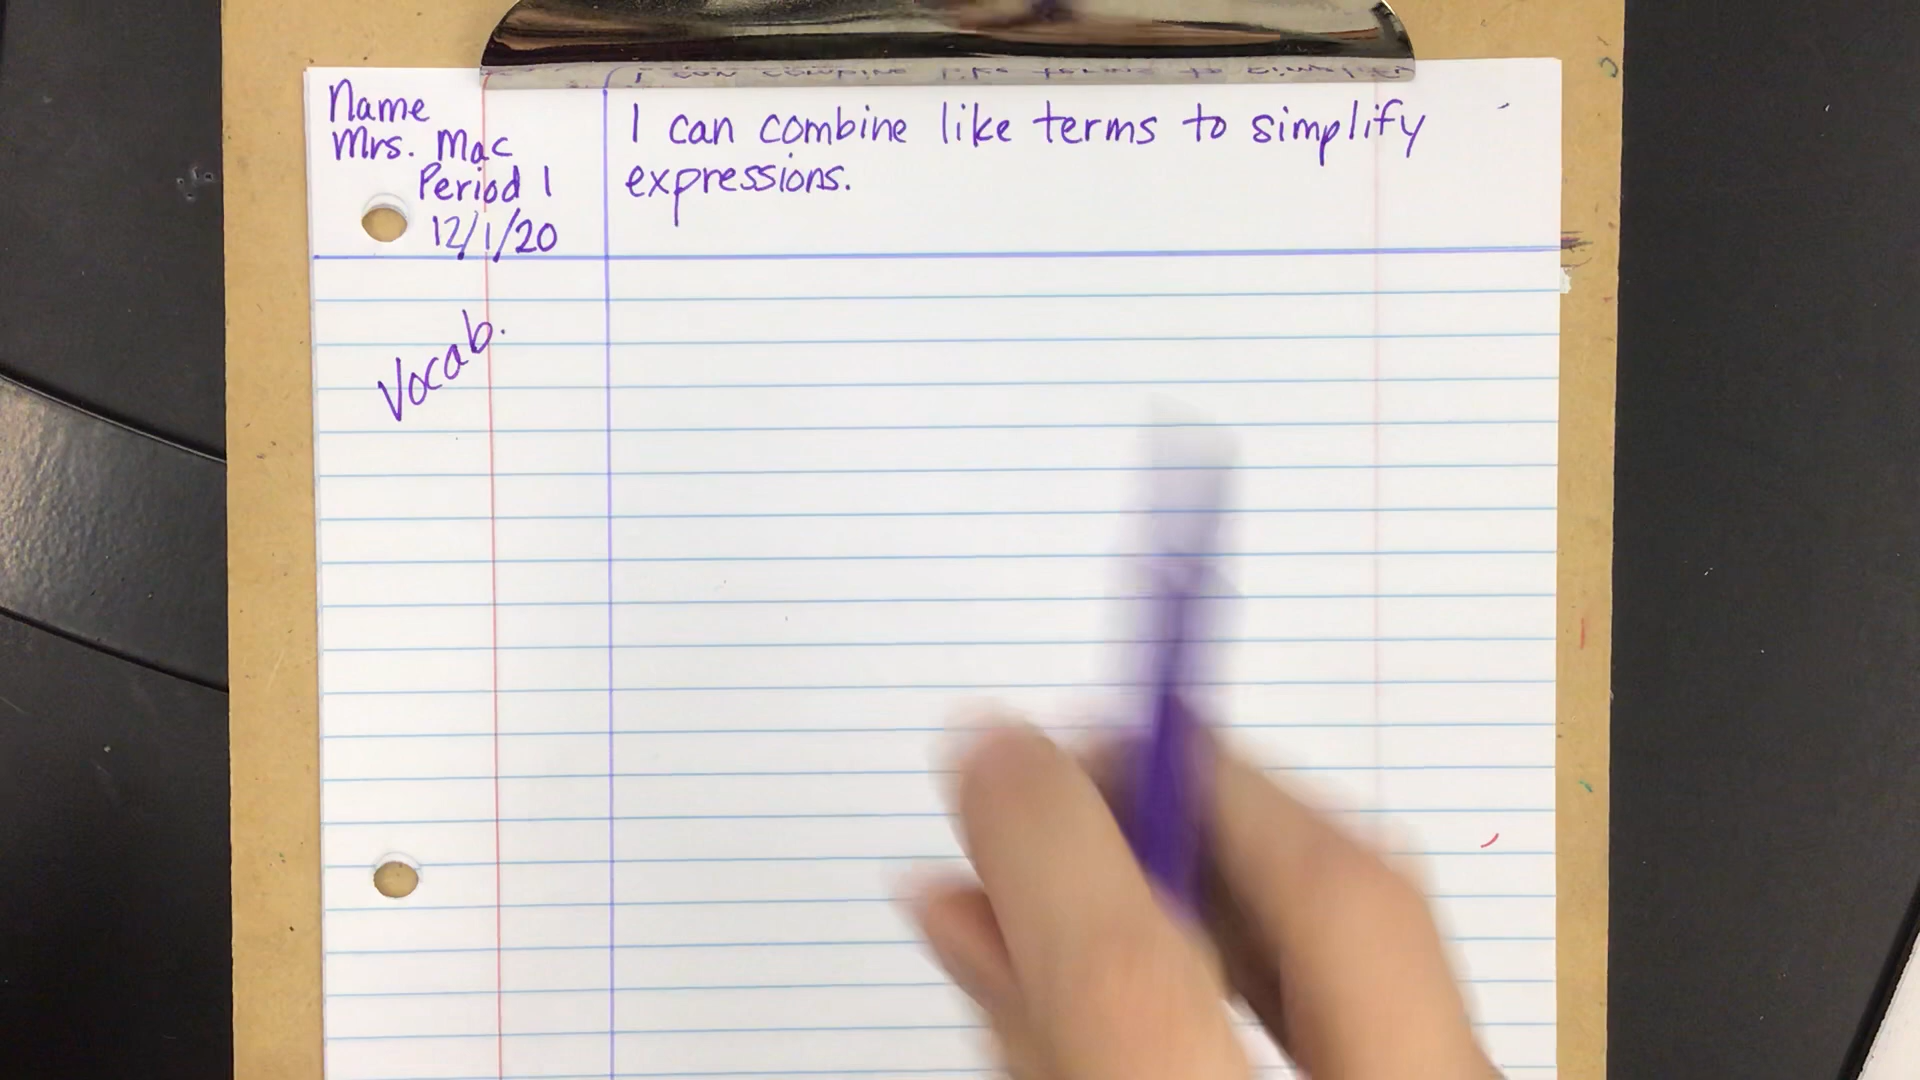 Name
Mrs. Mac
Period 1
12/1/20
I can combine like terms to simplify
expressions.
Vocab.